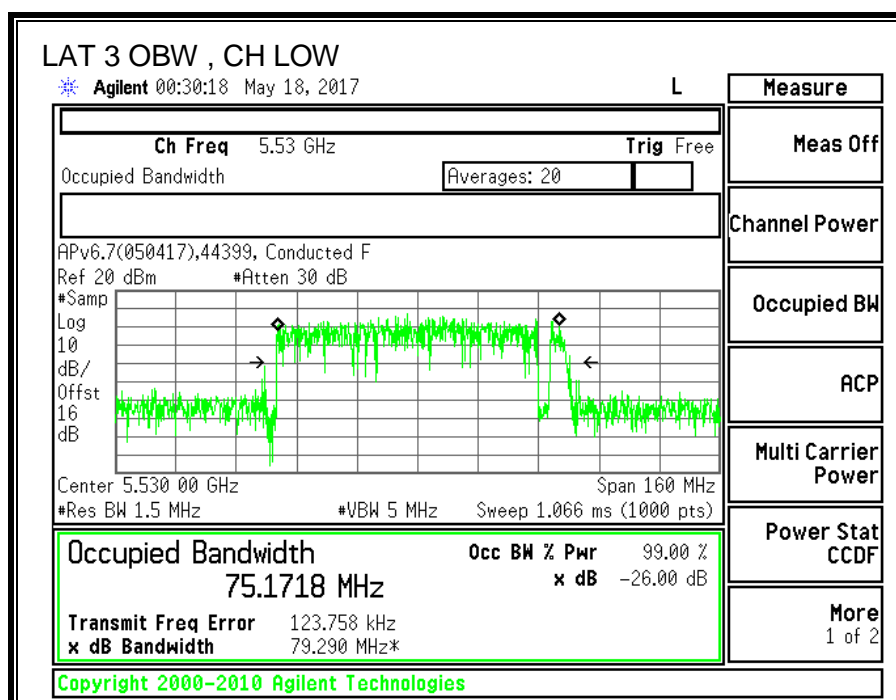 LAT 3 OBW , CH LOW
Agilent 00:30:18 May 18, 2017 L
Measure
Ch Freq 5.53 GHz Trig Free
Meas Off
Occupied Bandwidth Averages: 20
Channel Power
APv6.7(050417),44399, Conducted F
Ref 20 dBm #Atten 30 dB
#Samp
Log
10
dB/
Offst
16
dB
Occupied BW
ACP
Multi Carrier
Power
Center 5.530 00 GHz Span 160 MHz
#Res BW 1.5 MHz #VBW 5 MHz Sweep 1.066 ms (1000 pts)
Power Stat
CCDF
Occupied Bandwidth Occ BW % Pwr 99.00 %
75.1718 MHz x dB -26.00 dB
Transmit Freq Error 123.758 kHz
x dB Bandwidth 79.290 MHz*
More
1 of 2
Copyright 2000-2010 Agilent Technologies